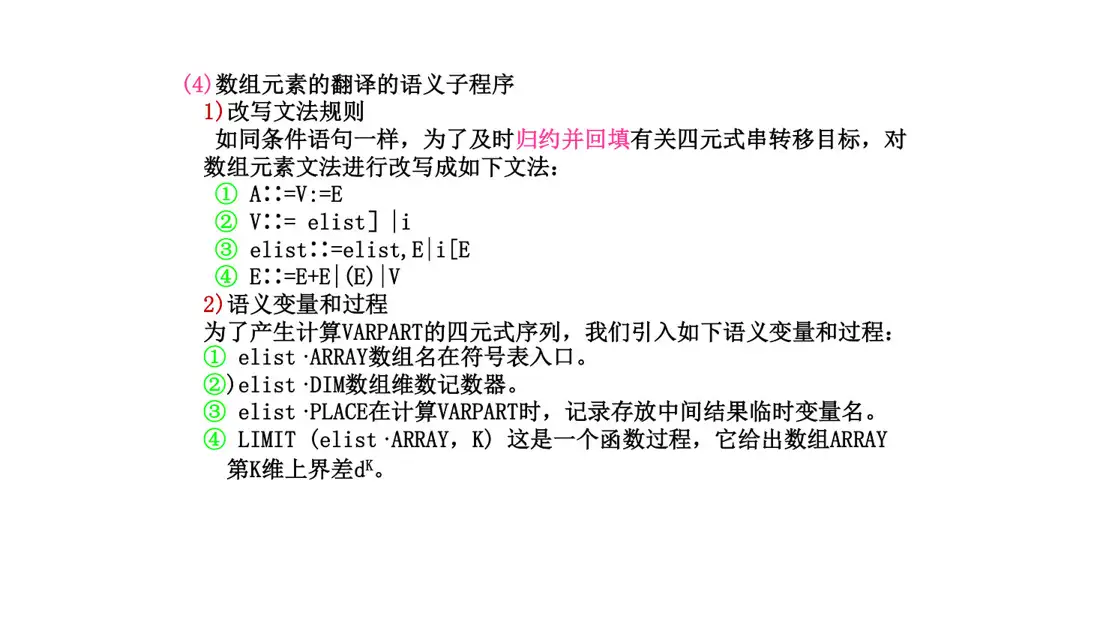 (4)数组元素的翻译的语义子程序
1)改写文法规则
如同条件语句一样，为了及时归约并回填有关四元式串转移目标，对
数组元素文法进行改写成如下文法：
① A::=V:=E
② V::= elist] |i
③ elist::=elist,E|i[E
④ E::=E+E|(E)|V
2)语义变量和过程
为了产生计算VARPART的四元式序列，我们引入如下语义变量和过程：
① elist·ARRAY数组名在符号表入口。
②)elist·DIM数组维数记数器。
③ elist·PLACE在计算VARPART时，记录存放中间结果临时变量名。
④ LIMIT (elist·ARRAY，K) 这是一个函数过程，它给出数组ARRAY
第K维上界差dᴷ。